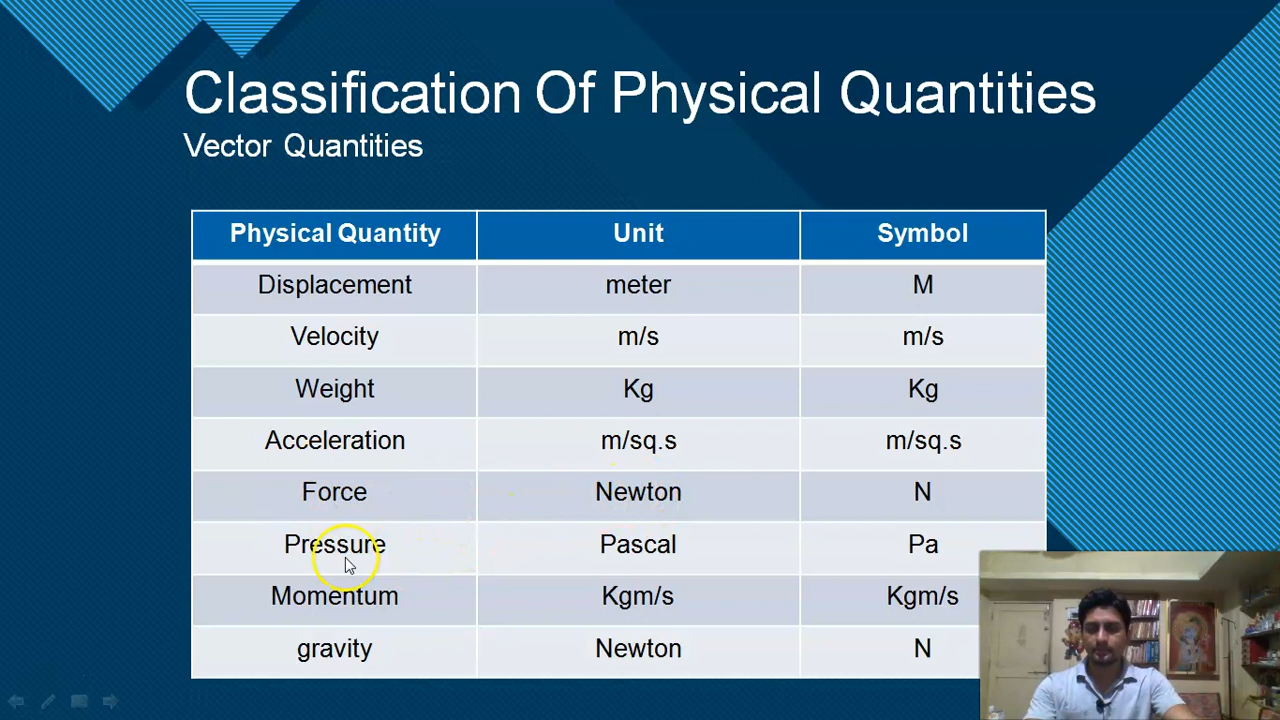 Classification Of Physical Quantities
Vector Quantities
Physical Quantity Unit Symbol
Displacement meter M
Velocity m/s m/s
Weight Kg Kg
Acceleration m/sq.s m/sq.s
Force Newton N
Pressure Pascal Pa
Momentum Kgm/s Kgm/s
gravity Newton N